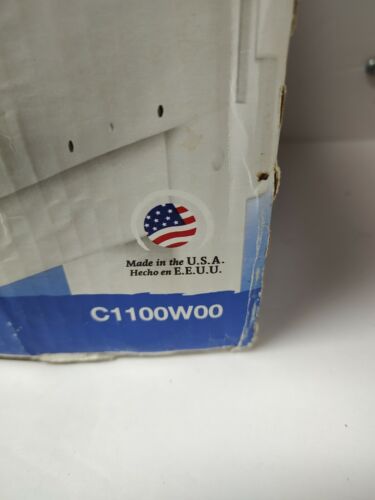 Made in the U.S.A.
Hecho en E.E.U.U.
C1100W00